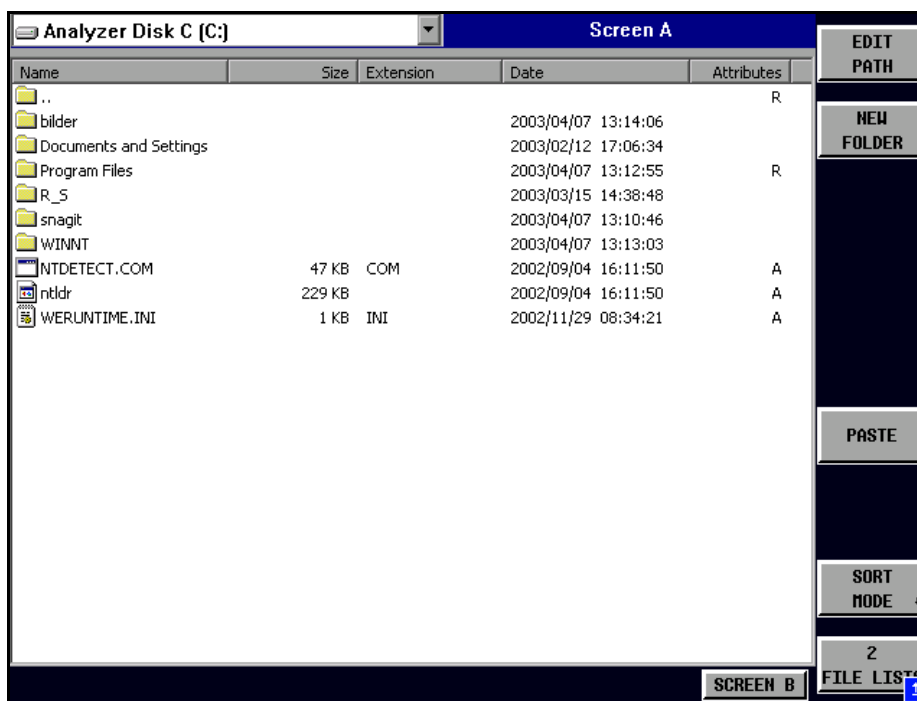 Analyzer Disk C (C:) Screen A
Name Size Extension Date Attributes
.. R
bilder 2003/04/07 13:14:06
Documents and Settings 2003/02/12 17:06:34
Program Files 2003/04/07 13:12:55 R
R_S 2003/03/15 14:38:48
snagit 2003/04/07 13:10:46
WINNT 2003/04/07 13:13:03
NTDETECT.COM 47 KB COM 2002/09/04 16:11:50 A
ntldr 229 KB 2002/09/04 16:11:50 A
WERUNTIME.INI 1 KB INI 2002/11/29 08:34:21 A
EDIT
PATH
NEW
FOLDER
PASTE
SORT
MODE
2
FILE LISTS
SCREEN B